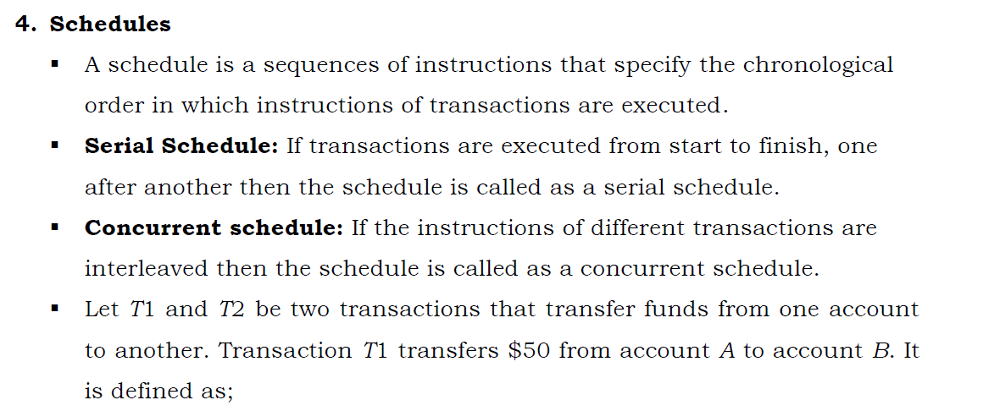 4. Schedules
▪ A schedule is a sequences of instructions that specify the chronological
order in which instructions of transactions are executed.
▪ Serial Schedule: If transactions are executed from start to finish, one
after another then the schedule is called as a serial schedule.
▪ Concurrent schedule: If the instructions of different transactions are
interleaved then the schedule is called as a concurrent schedule.
▪ Let T1 and T2 be two transactions that transfer funds from one account
to another. Transaction T1 transfers $50 from account A to account B. It
is defined as;